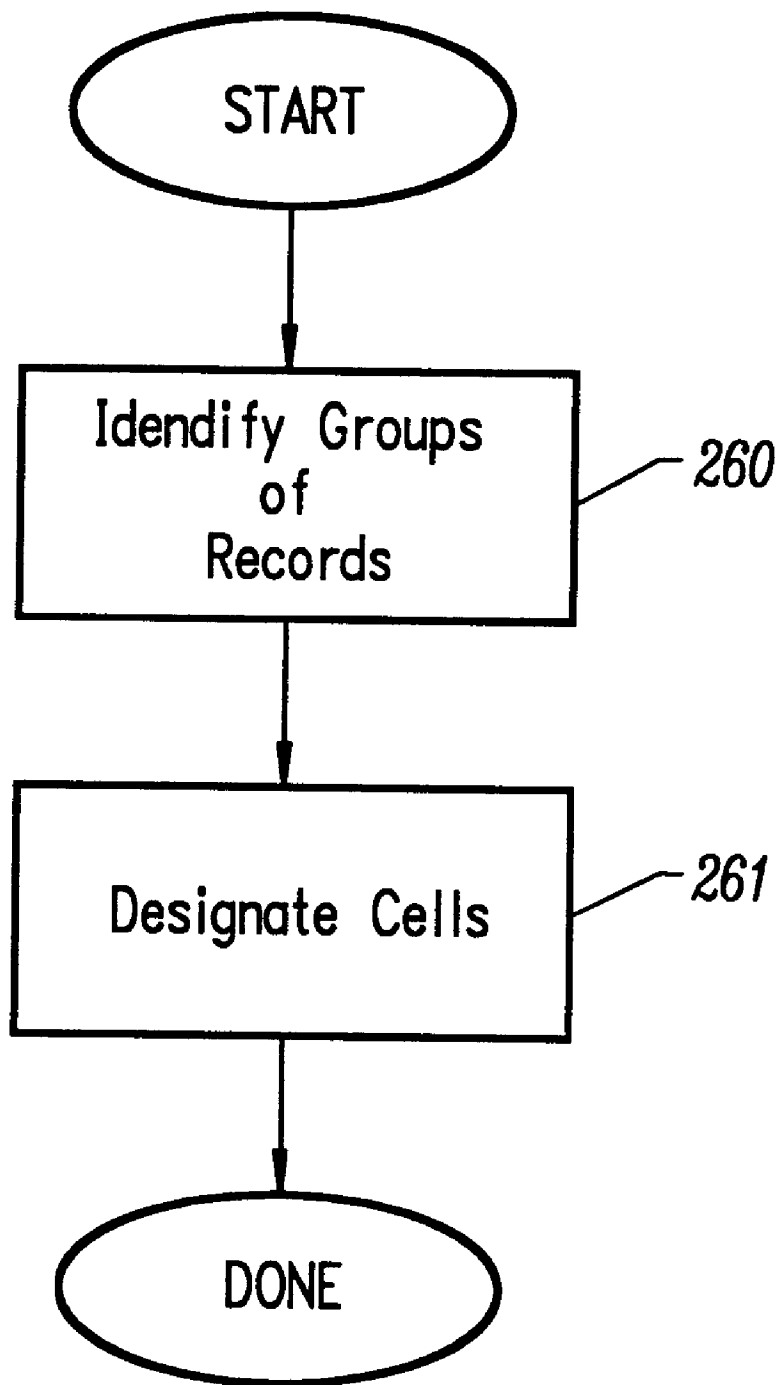 START
Idendify Groups
of
Records
260
Designate Cells
261
DONE